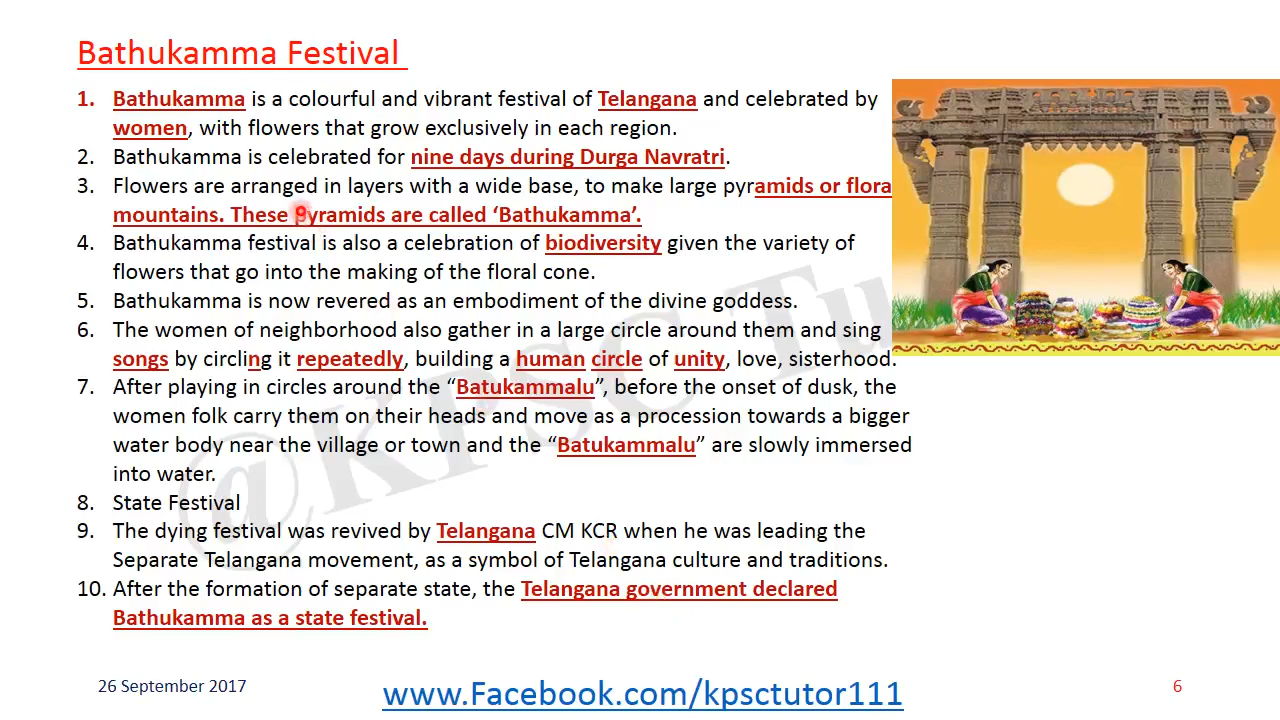 Bathukamma Festival
1. Bathukamma is a colourful and vibrant festival of Telangana and celebrated by
women, with flowers that grow exclusively in each region.
2. Bathukamma is celebrated for nine days during Durga Navratri.
3. Flowers are arranged in layers with a wide base, to make large pyramids or flora
mountains. These pyramids are called ‘Bathukamma’.
4. Bathukamma festival is also a celebration of biodiversity given the variety of
flowers that go into the making of the floral cone.
5. Bathukamma is now revered as an embodiment of the divine goddess.
6. The women of neighborhood also gather in a large circle around them and sing
songs by circling it repeatedly, building a human circle of unity, love, sisterhood.
7. After playing in circles around the “Batukammalu”, before the onset of dusk, the
women folk carry them on their heads and move as a procession towards a bigger
water body near the village or town and the “Batukammalu” are slowly immersed
into water.
8. State Festival
9. The dying festival was revived by Telangana CM KCR when he was leading the
Separate Telangana movement, as a symbol of Telangana culture and traditions.
10. After the formation of separate state, the Telangana government declared
Bathukamma as a state festival.
@KPSC Tu
26 September 2017
www.Facebook.com/kpsctutor111
6